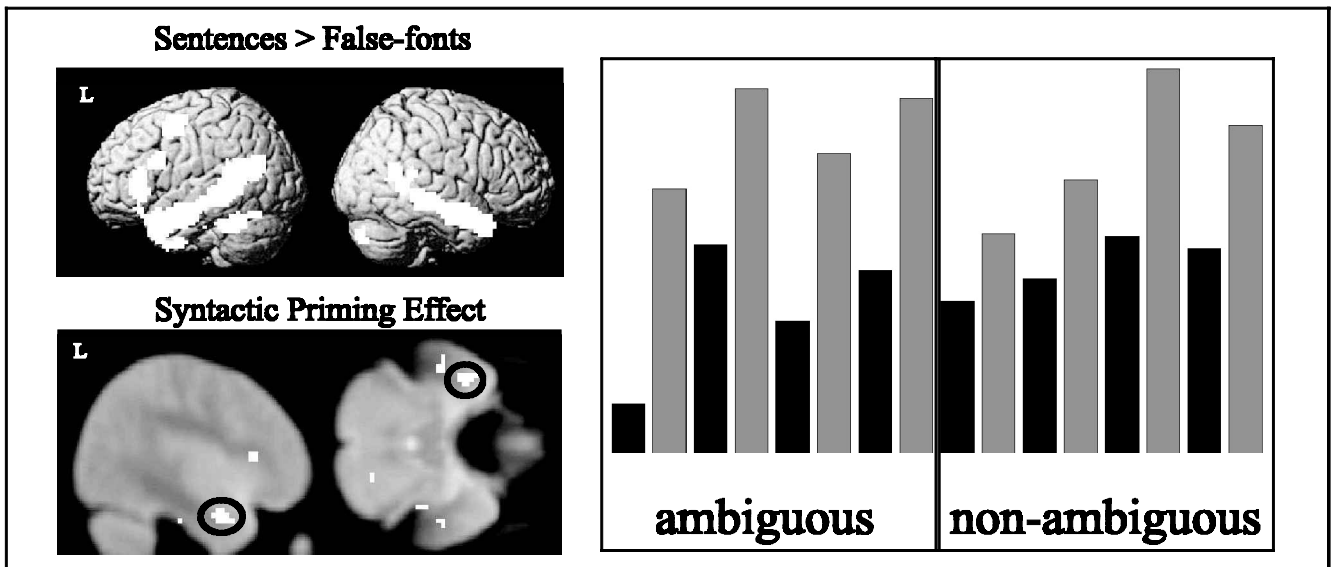 Sentences > False-fonts
L
Syntactic Priming Effect
L
ambiguous
non-ambiguous